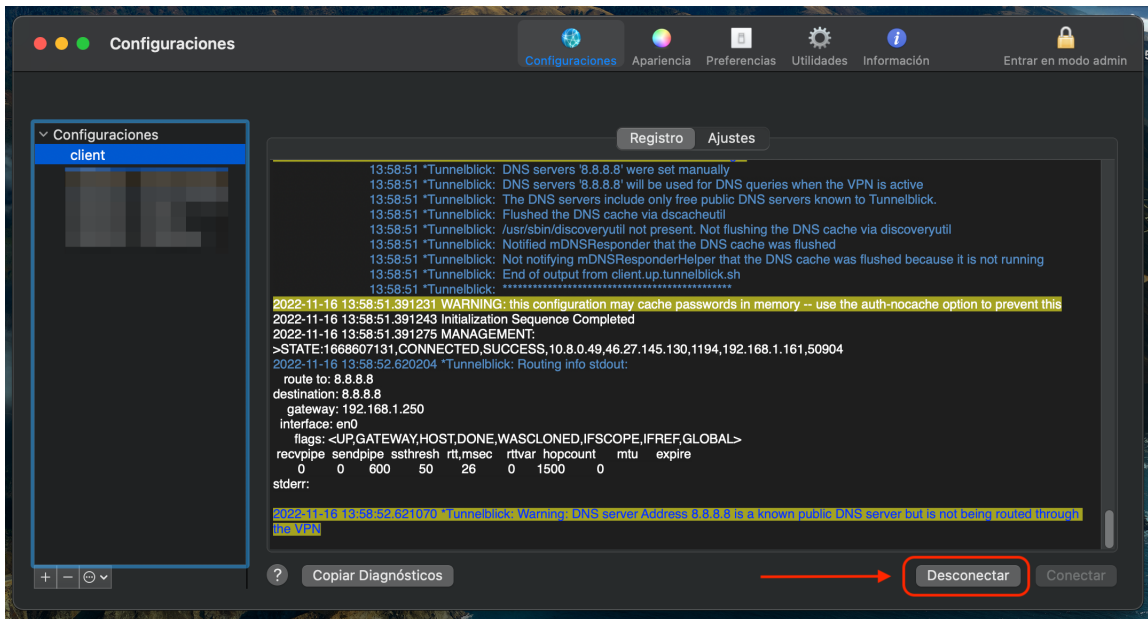 Configuraciones
Configuraciones
Apariencia
Preferencias
Utilidades
Información
Entrar en modo admin
Configuraciones
client
Registro
Ajustes
13:58:51 *Tunnelblick: DNS servers '8.8.8.8' were set manually
13:58:51 *Tunnelblick: DNS servers '8.8.8.8' will be used for DNS queries when the VPN is active
13:58:51 *Tunnelblick: The DNS servers include only free public DNS servers known to Tunnelblick.
13:58:51 *Tunnelblick: Flushed the DNS cache via dscacheutil
13:58:51 *Tunnelblick: /usr/sbin/discoveryutil not present. Not flushing the DNS cache via discoveryutil
13:58:51 *Tunnelblick: Notified mDNSResponder that the DNS cache was flushed
13:58:51 *Tunnelblick: Not notifying mDNSResponderHelper that the DNS cache was flushed because it is not running
13:58:51 *Tunnelblick: End of output from client.up.tunnelblick.sh
13:58:51 *Tunnelblick: **********************************************
2022-11-16 13:58:51.391231 WARNING: this configuration may cache passwords in memory -- use the auth-nocache option to prevent this
2022-11-16 13:58:51.391243 Initialization Sequence Completed
2022-11-16 13:58:51.391275 MANAGEMENT:
>STATE:1668607131,CONNECTED,SUCCESS,10.8.0.49,46.27.145.130,1194,192.168.1.161,50904
2022-11-16 13:58:52.620204 *Tunnelblick: Routing info stdout:
route to: 8.8.8.8
destination: 8.8.8.8
gateway: 192.168.1.250
interface: en0
flags: <UP,GATEWAY,HOST,DONE,WASCLONED,IFSCOPE,IFREF,GLOBAL>
recvpipe sendpipe ssthresh rtt,msec rttvar hopcount mtu expire
0 0 600 50 26 0 1500 0
stderr:
2022-11-16 13:58:52.621070 *Tunnelblick: Warning: DNS server Address 8.8.8.8 is a known public DNS server but is not being routed through
the VPN
? Copiar Diagnósticos
Desconectar
Conectar